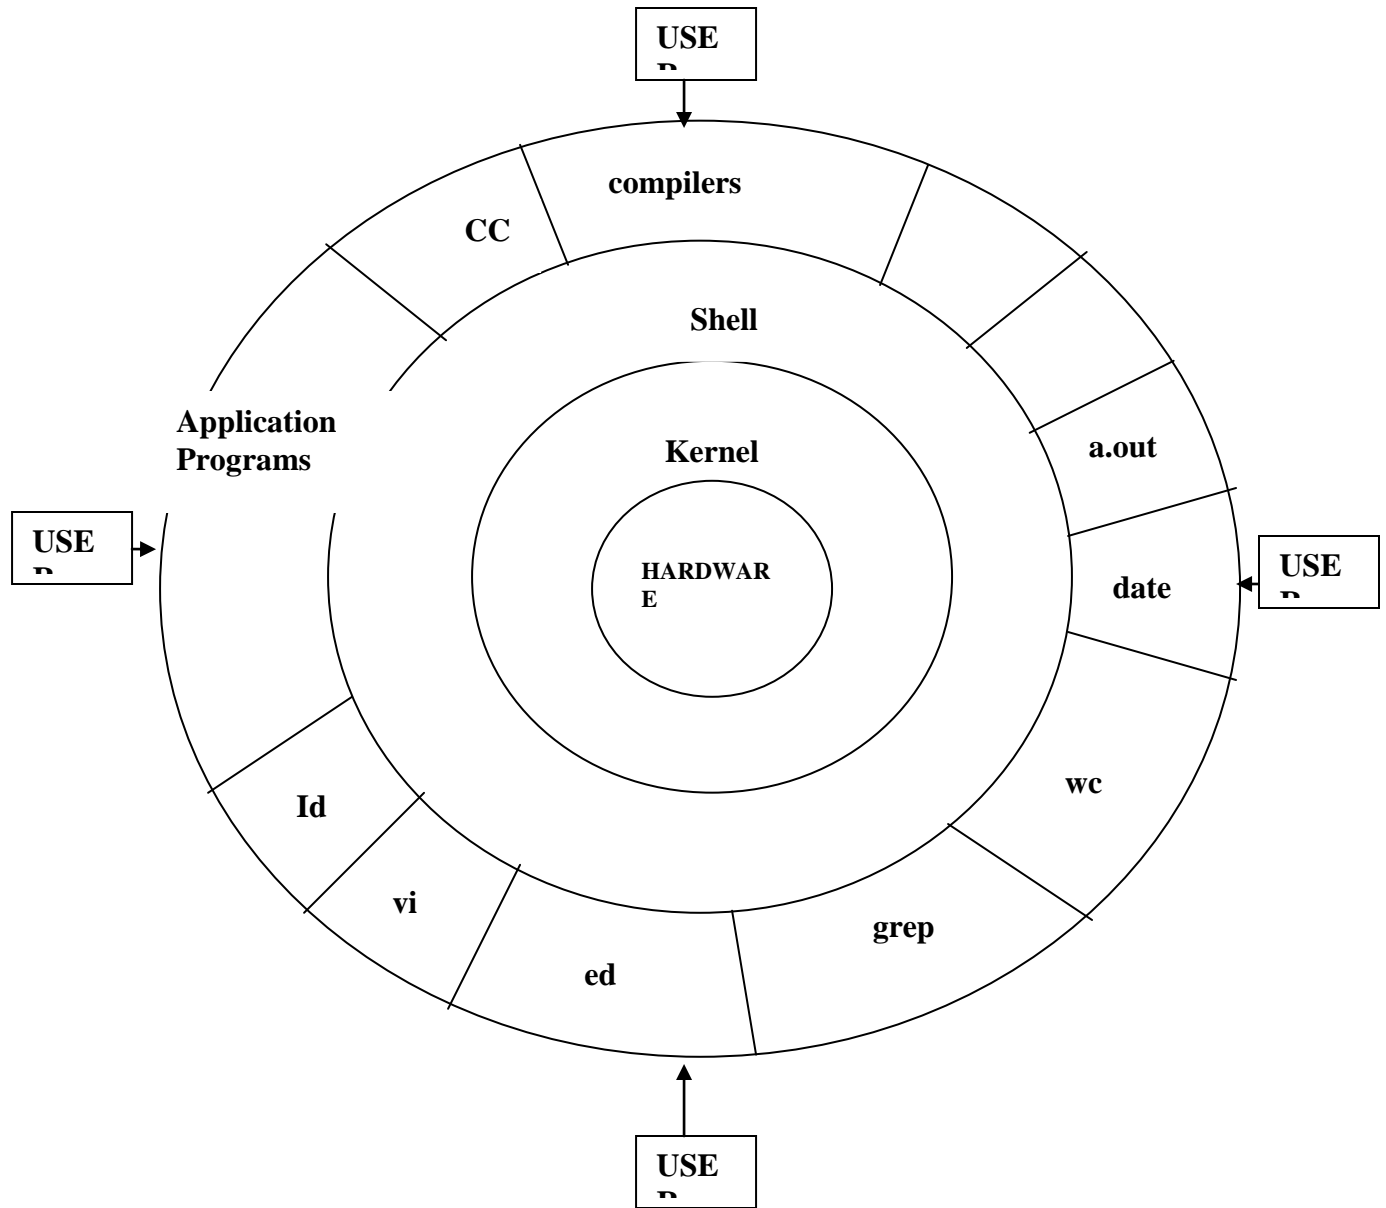 USE
R
compilers
CC
Shell
Application
Programs
Kernel
a.out
USE
R
HARDWAR
E
USE
R
date
wc
Id
vi
grep
ed
USE
R